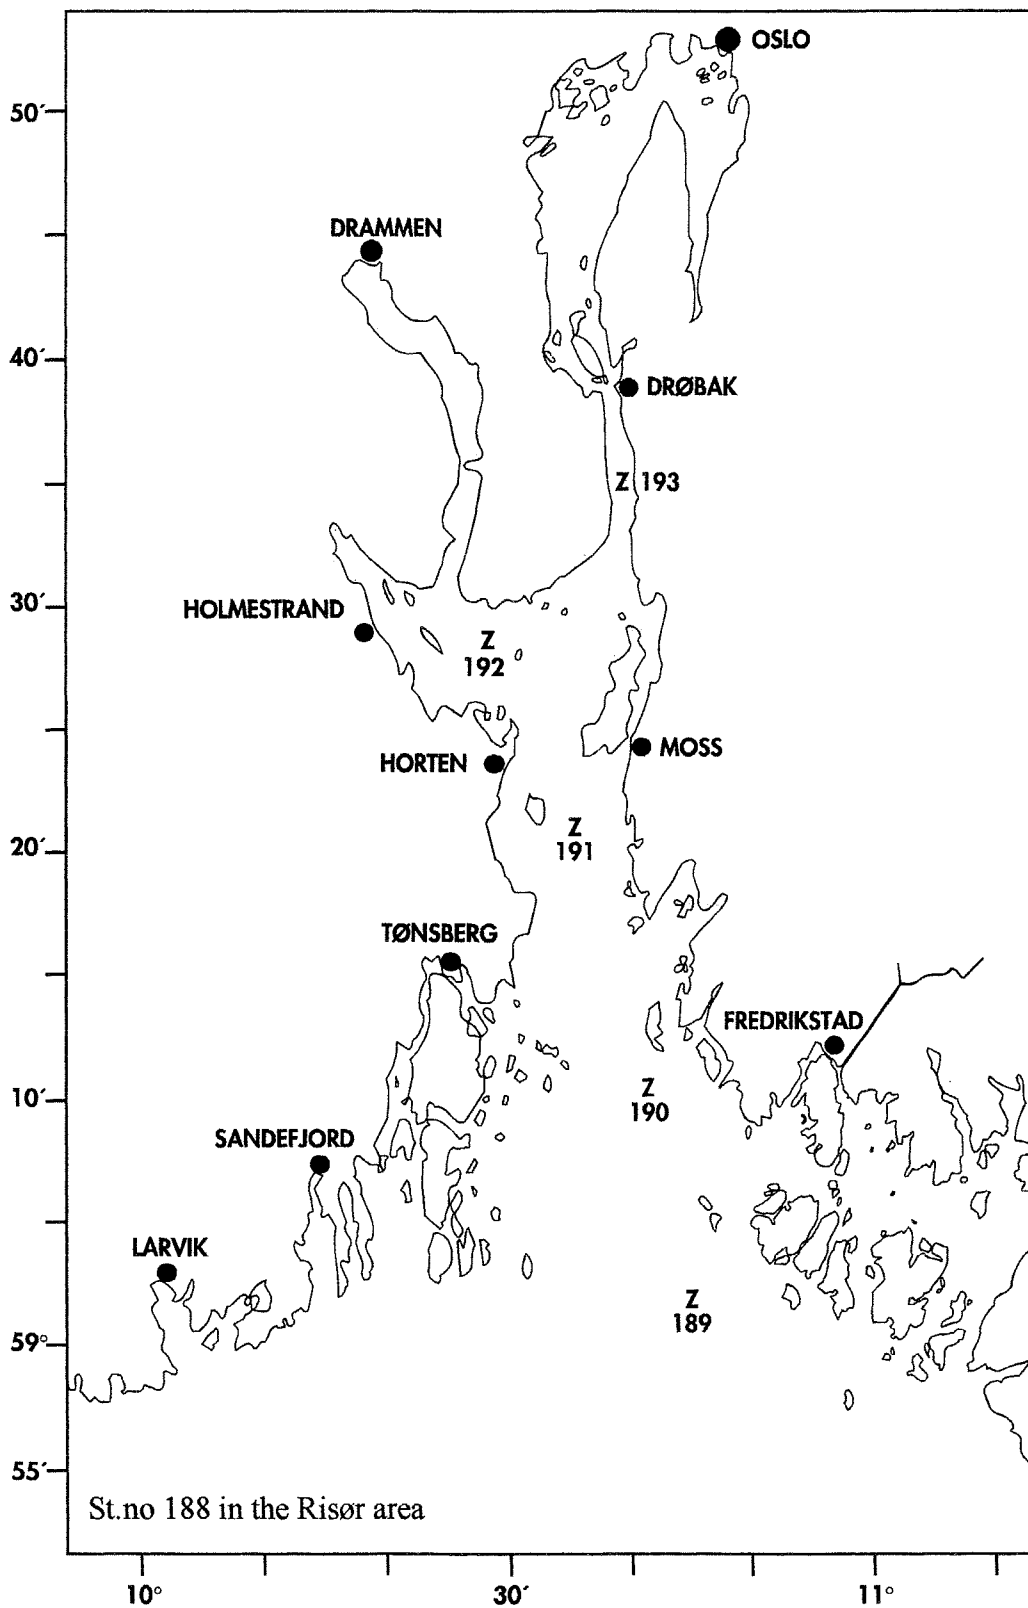 OSLO
50´
DRAMMEN
40´
DRØBAK
Z 193
30´
HOLMESTRAND
Z
192
MOSS
HORTEN
Z
191
20´
TØNSBERG
FREDRIKSTAD
Z
190
10´
SANDEFJORD
LARVIK
Z
189
59°
55´
St.no 188 in the Risør area
10°
30´
11°